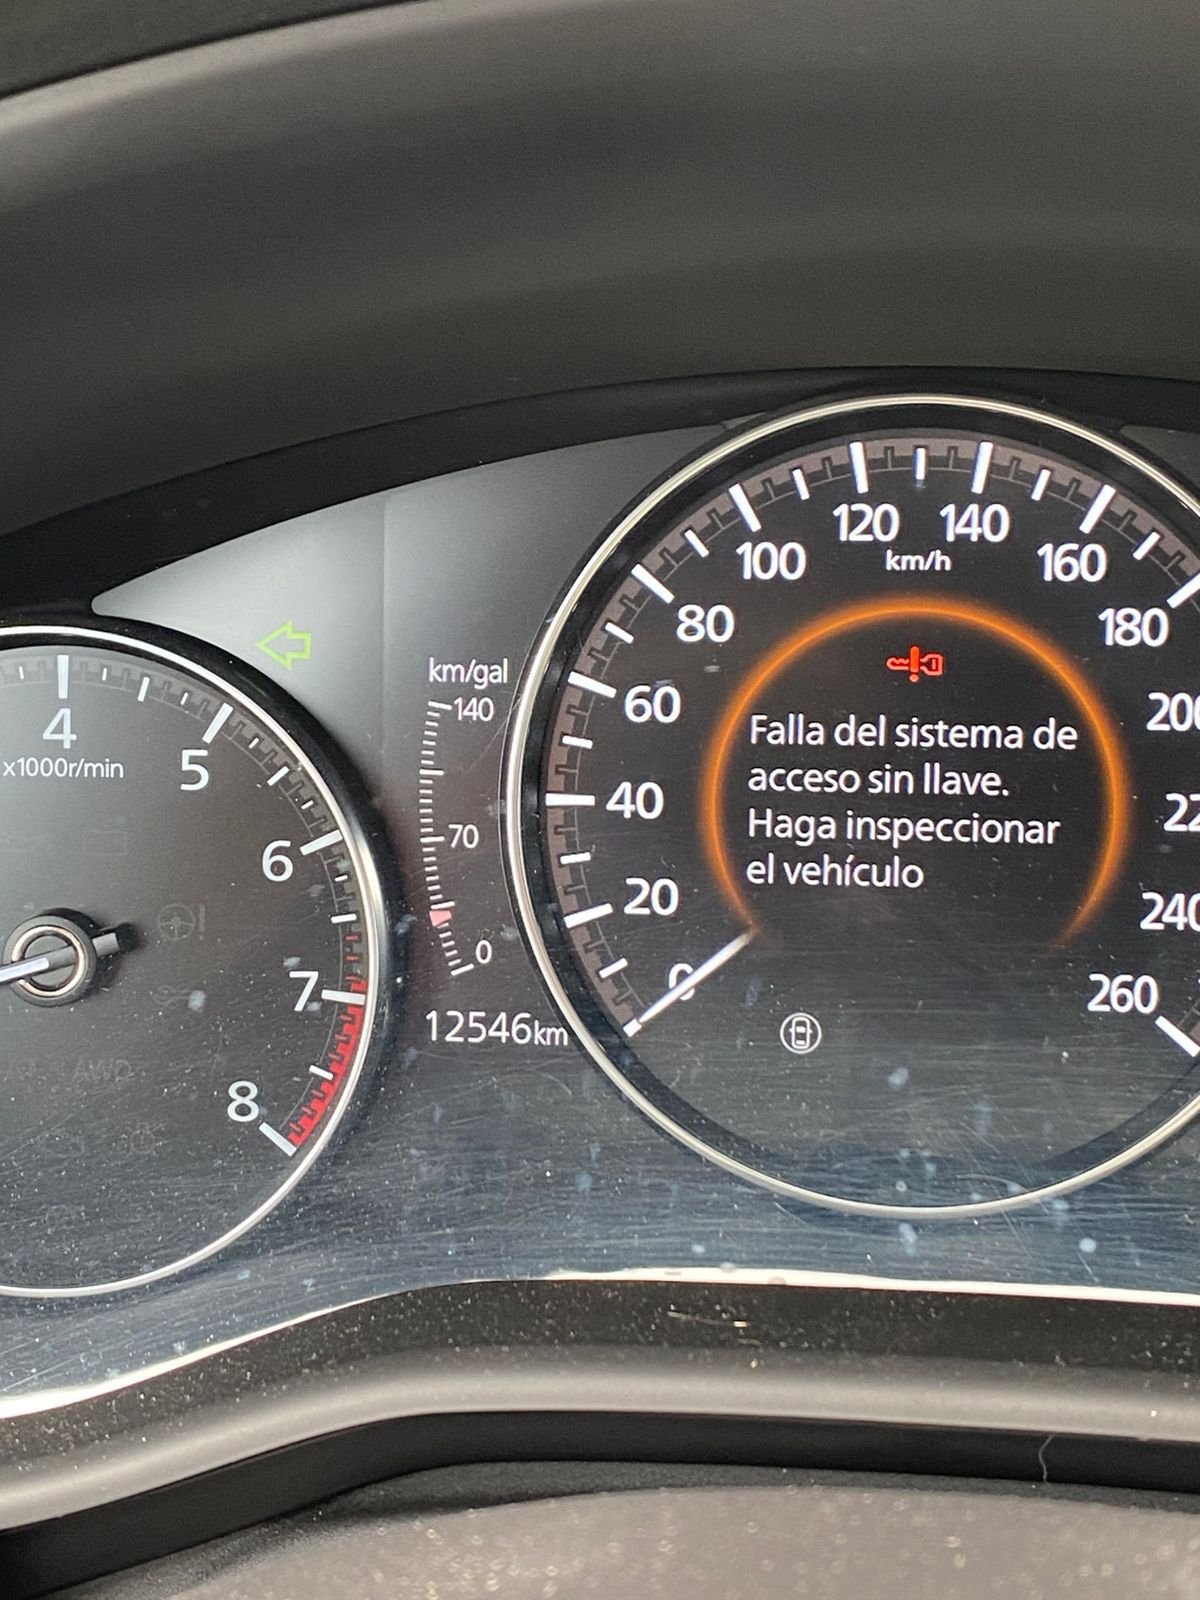 120 140
100 km/h 160
80 180
km/gal
140
60
4
x1000r/min
5
Falla del sistema de
acceso sin llave.
Haga inspeccionar
el vehículo
40
70
6
20
0
7
0
260
12546km
8
AWD